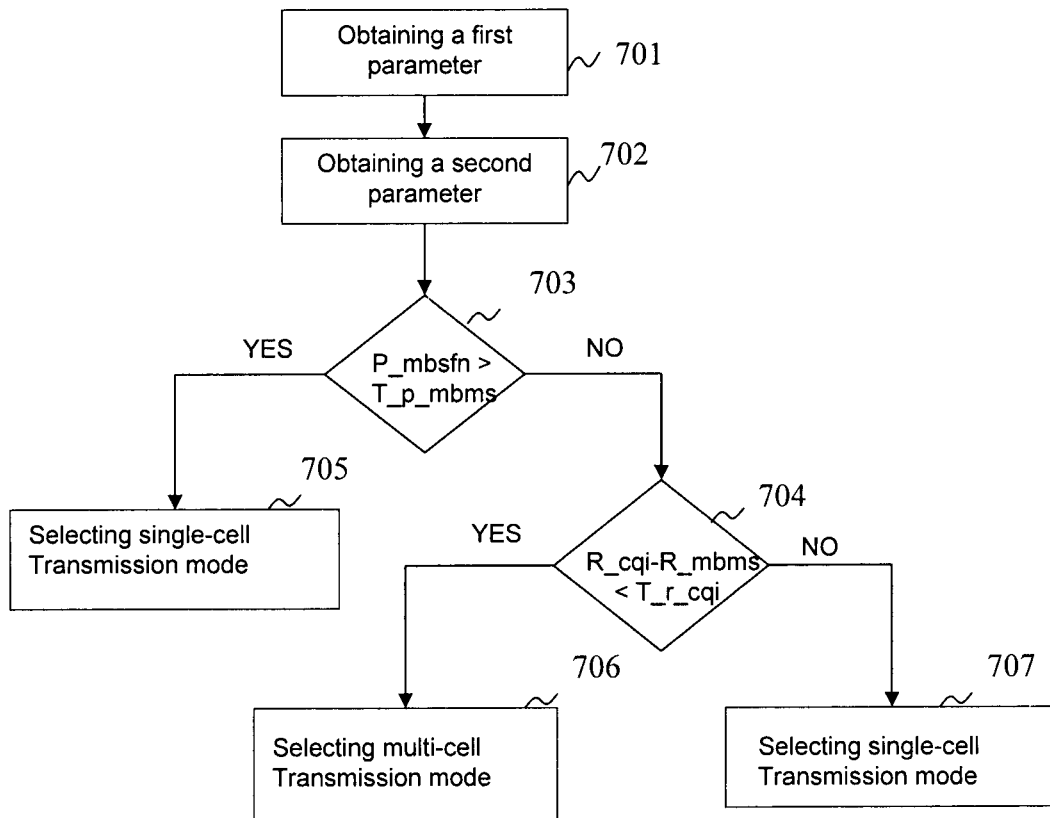 Obtaining a first
parameter
701
Obtaining a second
parameter
702
703
YES
P_mbsfn >
T_p_mbms
NO
705
Selecting single-cell
Transmission mode
704
YES
R_cqi-R_mbms
< T_r_cqi
NO
706
Selecting multi-cell
Transmission mode
707
Selecting single-cell
Transmission mode